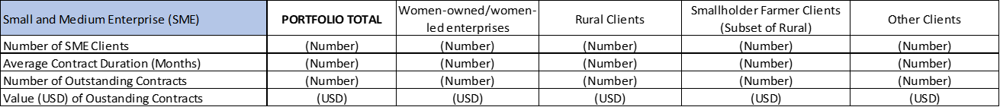 Small and Medium Enterprise (SME) PORTFOLIO TOTAL Women-owned/women-led enterprises Rural Clients Smallholder Farmer Clients (Subset of Rural) Other Clients
Number of SME Clients (Number) (Number) (Number) (Number) (Number)
Average Contract Duration (Months) (Number) (Number) (Number) (Number) (Number)
Number of Outstanding Contracts (Number) (Number) (Number) (Number) (Number)
Value (USD) of Oustanding Contracts (USD) (USD) (USD) (USD) (USD)